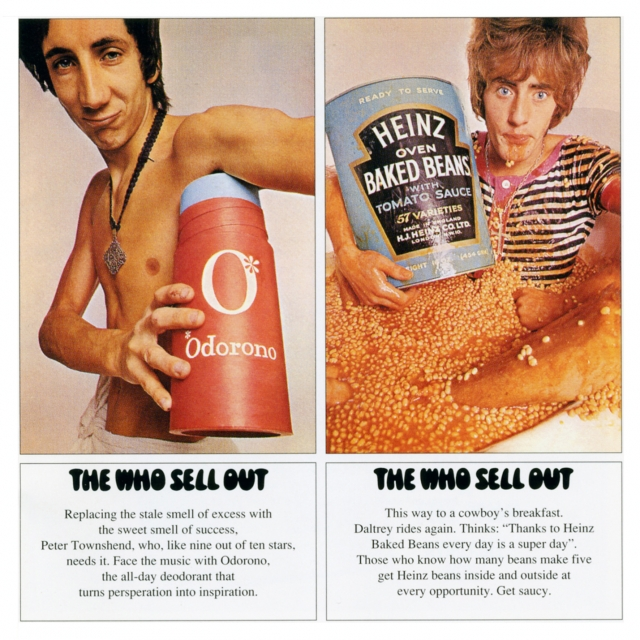 O*
*Odorono
READY TO SERVE
HEINZ
OVEN
BAKED BEANS
WITH
TOMATO SAUCE
57 VARIETIES
MADE IN ENGLAND
H.J. HEINZ CO. LTD.
THE WHO SELL OUT
Replacing the stale smell of excess with
the sweet smell of success,
Peter Townshend, who, like nine out of ten stars,
needs it. Face the music with Odorono,
the all-day deodorant that
turns persperation into inspiration.
THE WHO SELL OUT
This way to a cowboy's breakfast.
Daltrey rides again. Thinks: “Thanks to Heinz
Baked Beans every day is a super day”.
Those who know how many beans make five
get Heinz beans inside and outside at
every opportunity. Get saucy.